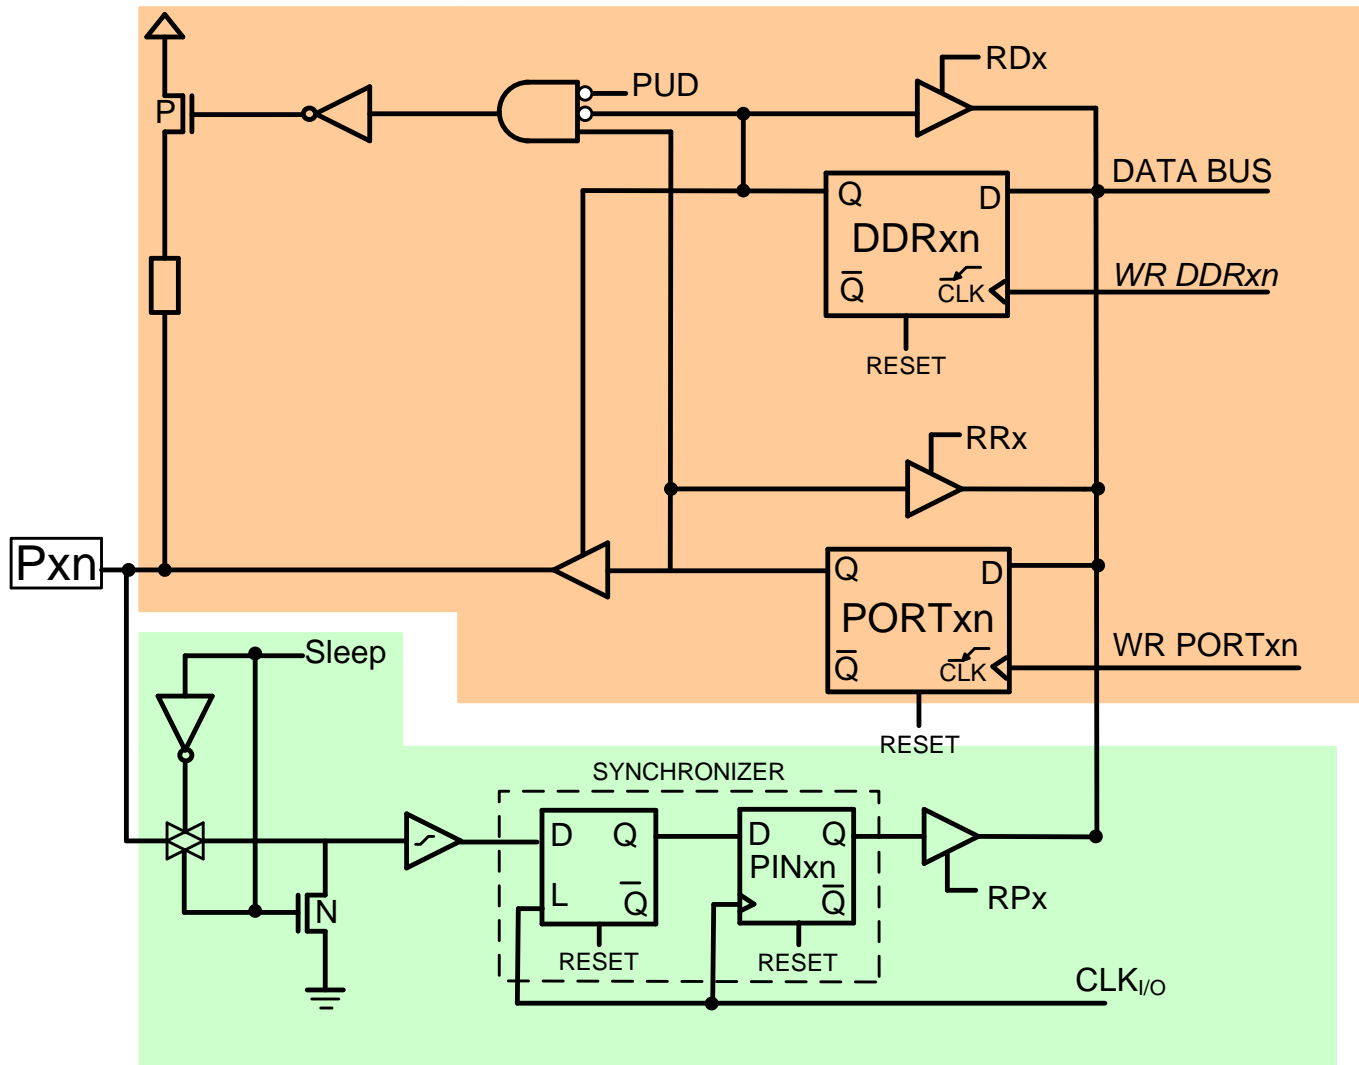 RDx
P
PUD
DATA BUS
Q
D
DDRxn
WR DDRxn
Q
CLK
RESET
RRx
Pxn
Q
D
PORTxn
WR PORTxn
Q
CLK
Sleep
RESET
SYNCHRONIZER
D Q
D Q
PINxn
L
Q
Q
RPx
N
RESET
RESET
CLKI/O